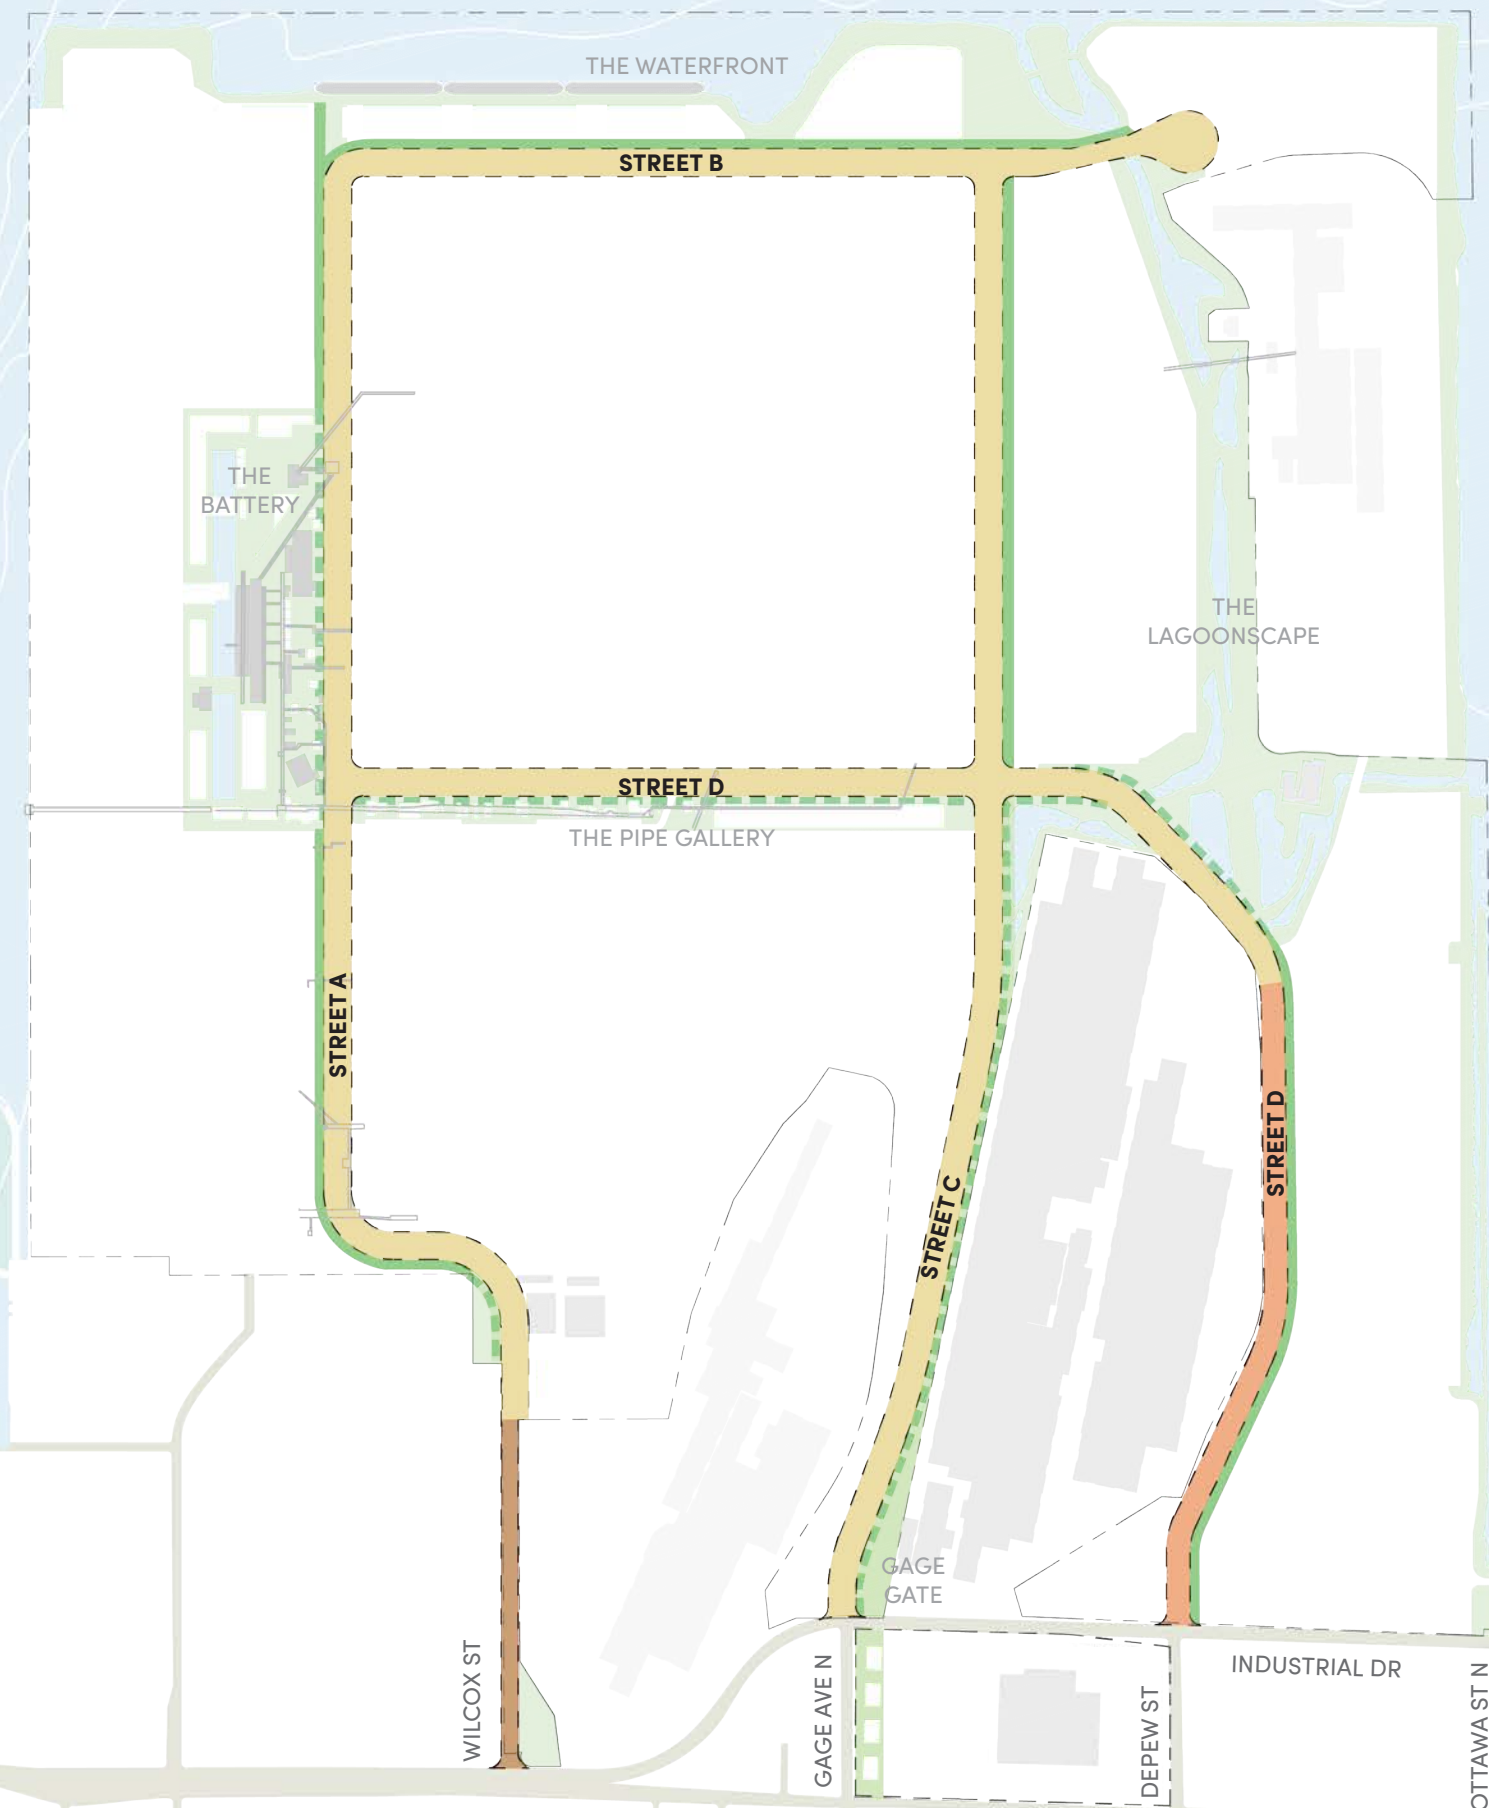 THE WATERFRONT
STREET B
THE
BATTERY
THE
LAGOONSCAPE
STREET D
THE PIPE GALLERY
STREET A
STREET D
STREET C
GAGE
GATE
WILCOX ST
GAGE AVE N
DEPEW ST
INDUSTRIAL DR
OTTAWA ST N